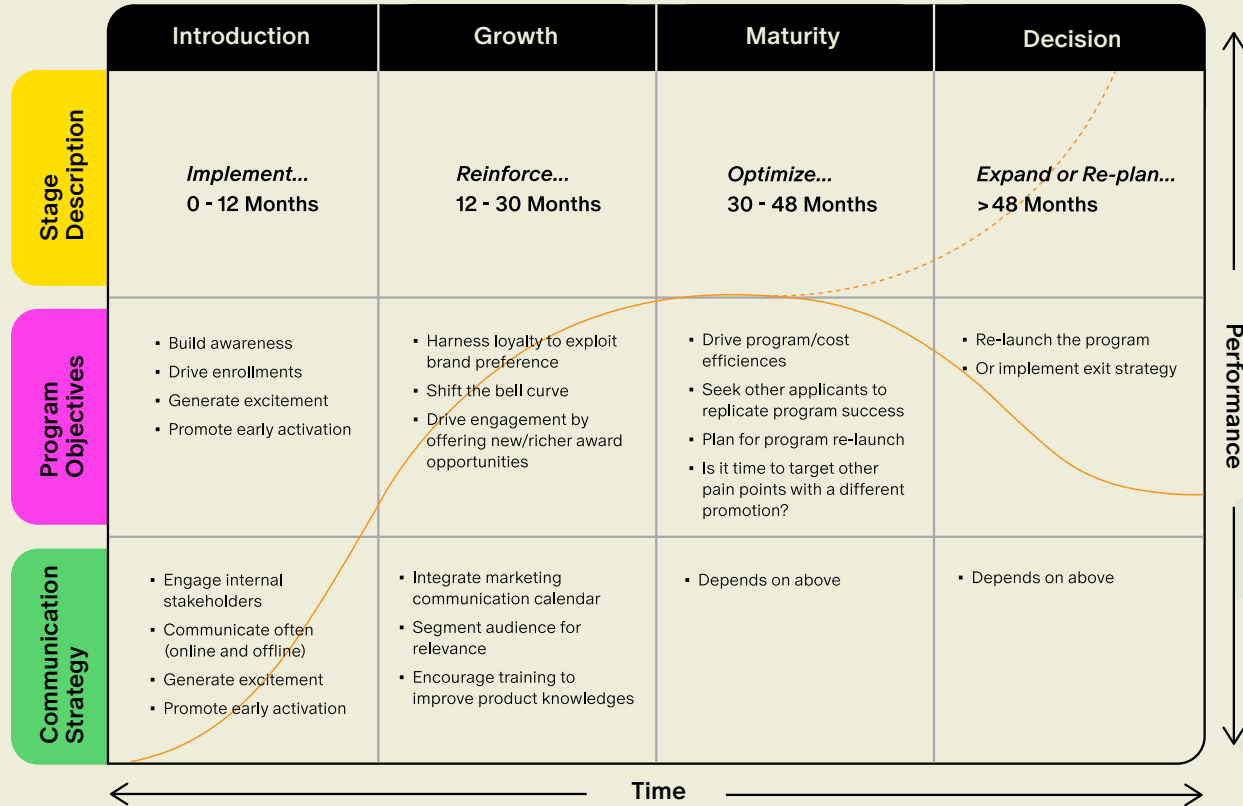 Introduction
Growth
Maturity
Decision
Stage
Description
Implement...
0 - 12 Months
Reinforce...
12 - 30 Months
Optimize...
30 - 48 Months
Expand or Re-plan...
>48 Months
Program
Objectives
▪ Build awareness
▪ Drive enrollments
▪ Generate excitement
▪ Promote early activation
▪ Harness loyalty to exploit
brand preference
▪ Shift the bell curve
▪ Drive engagement by
offering new/richer award
opportunities
▪ Drive program/cost
efficiences
▪ Seek other applicants to
replicate program success
▪ Plan for program re-launch
▪ Is it time to target other
pain points with a different
promotion?
▪ Re-launch the program
▪ Or implement exit strategy
Performance
Communication
Strategy
▪ Engage internal
stakeholders
▪ Communicate often
(online and offline)
▪ Generate excitement
▪ Promote early activation
▪ Integrate marketing
communication calendar
▪ Segment audience for
relevance
▪ Encourage training to
improve product knowledges
▪ Depends on above
▪ Depends on above
Time